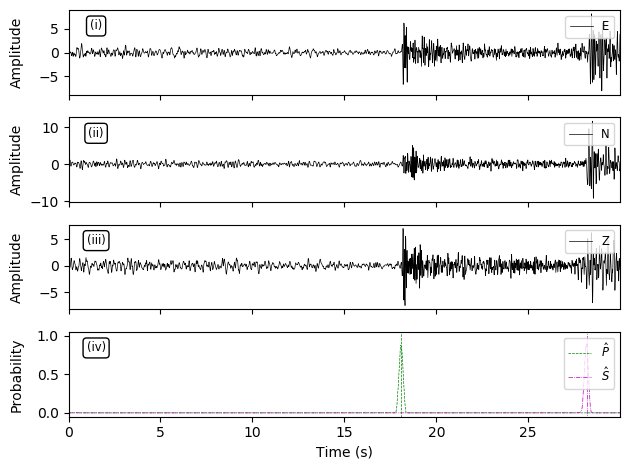 (i)
E
5
0
−5
Amplitude
(ii)
N
10
0
−10
Amplitude
(iii)
Z
5
0
−5
Amplitude
(iv)
P̂
Ŝ
1.0
0.5
0.0
Probability
0 5 10 15 20 25
Time (s)